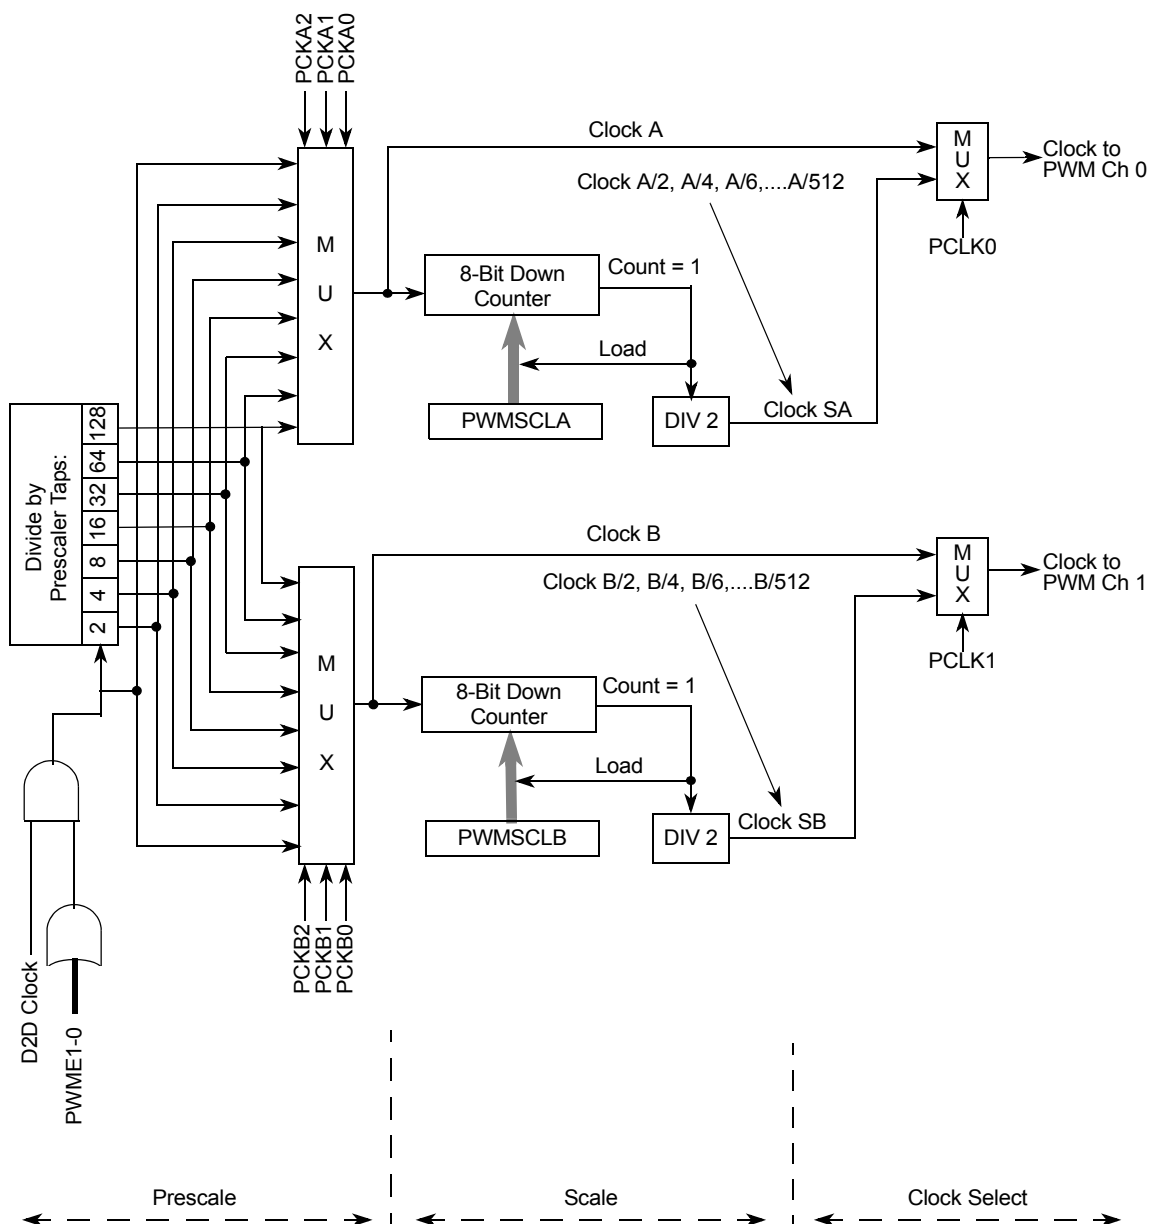 PCKA2
PCKA1
PCKA0
Clock A
M
U
X
Clock to
PWM Ch 0
Clock A/2, A/4, A/6,....A/512
PCLK0
M
U
X
8-Bit Down
Counter
Count = 1
Load
PWMSCLA
DIV 2
Clock SA
Divide by
Prescaler Taps:
128
64
32
16
8
4
2
Clock B
M
U
X
Clock to
PWM Ch 1
Clock B/2, B/4, B/6,....B/512
PCLK1
M
U
X
8-Bit Down
Counter
Count = 1
Load
PWMSCLB
DIV 2
Clock SB
PCKB2
PCKB1
PCKB0
D2D Clock
PWME1-0
Prescale
Scale
Clock Select